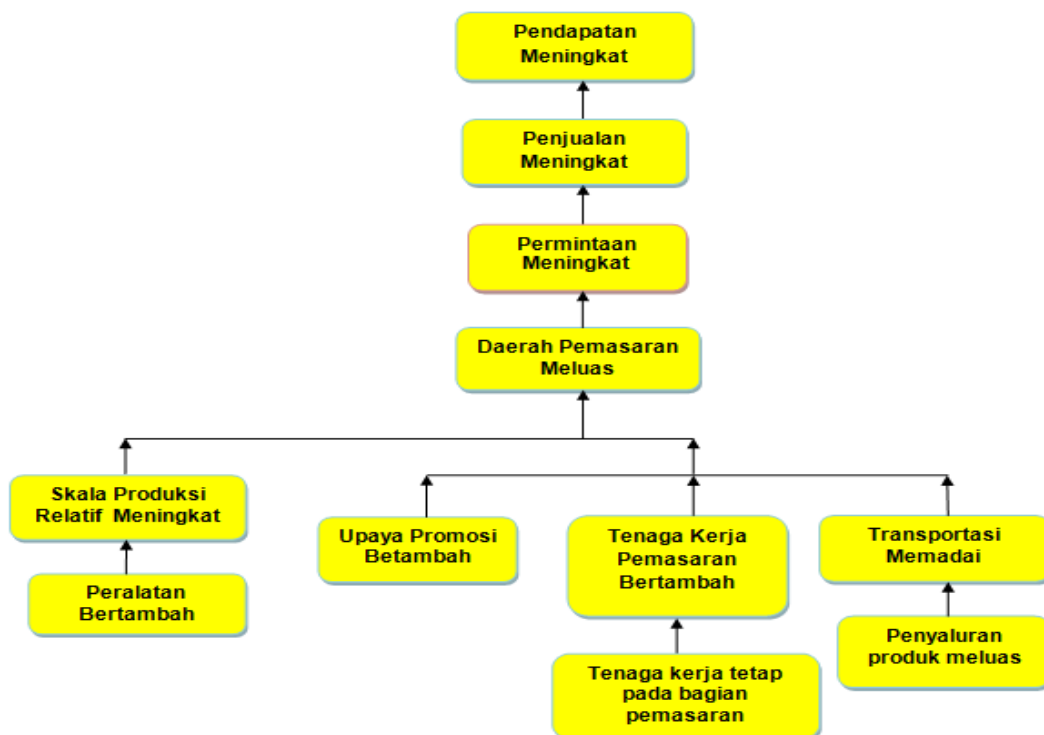 Pendapatan
Meningkat
Penjualan
Meningkat
Permintaan
Meningkat
Daerah Pemasaran
Meluas
Skala Produksi
Relatif Meningkat
Peralatan
Bertambah
Upaya Promosi
Betambah
Tenaga Kerja
Pemasaran
Bertambah
Tenaga kerja tetap
pada bagian
pemasaran
Transportasi
Memadai
Penyaluran
produk meluas